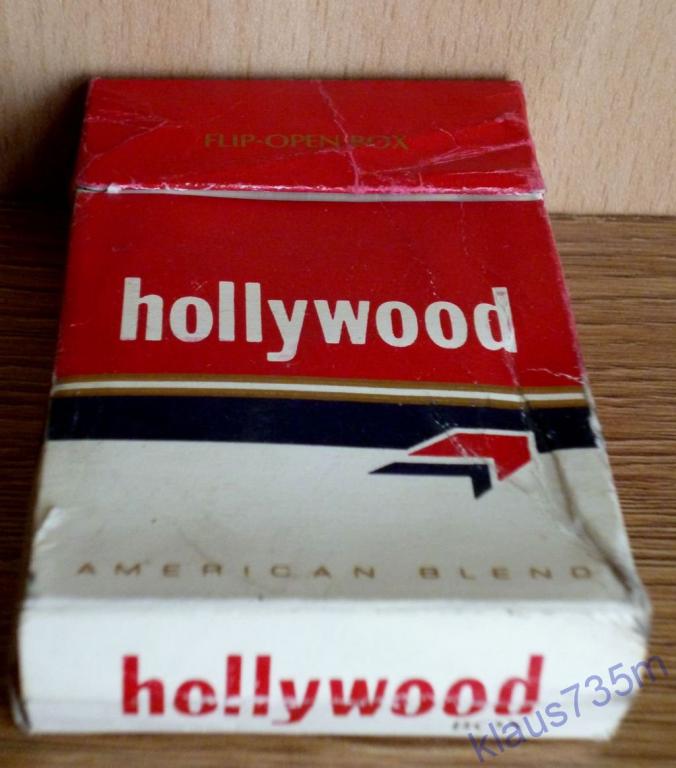 FLIP-OPEN BOX
hollywood
AMERICAN BLEND
hollywood
klaus735m